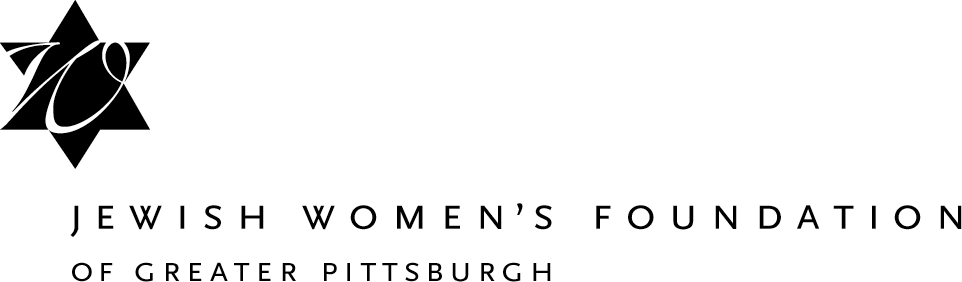 W
JEWISH WOMEN’S FOUNDATION
OF GREATER PITTSBURGH